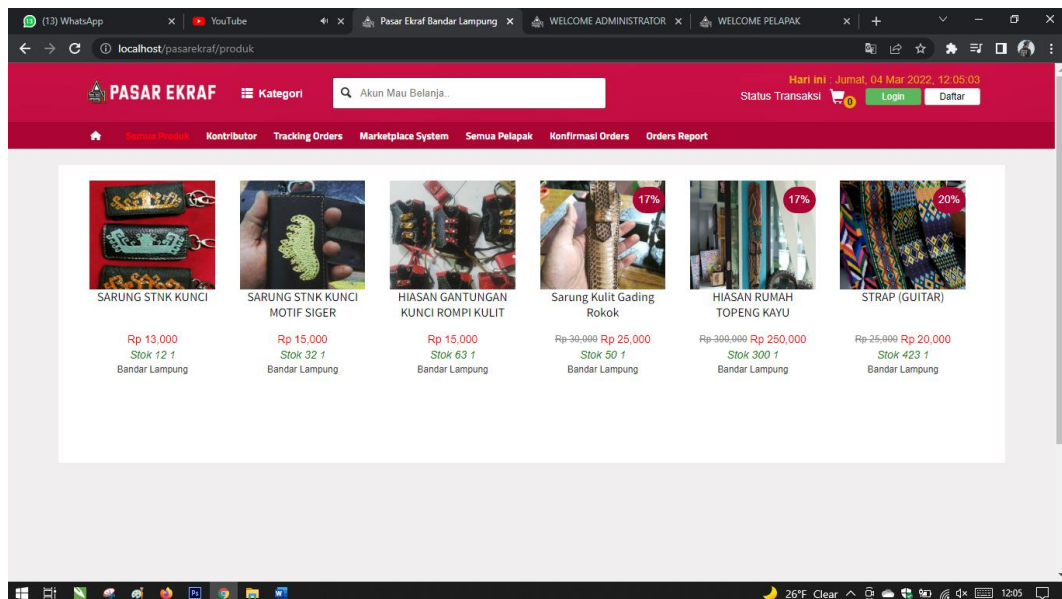 (13) WhatsApp
YouTube
Pasar Ekraf Bandar Lampung
WELCOME ADMINISTRATOR
WELCOME PELAPAK
localhost/pasarekraf/produk
PASAR EKRAF
Kategori
Akun Mau Belanja..
Hari ini : Jumat, 04 Mar 2022, 12:05:03
Status Transaksi 0 Login Daftar
Semua Produk Kontributor Tracking Orders Marketplace System Semua Pelapak Konfirmasi Orders Orders Report
SARUNG STNK KUNCI
Rp 13,000
Stok 12 1
Bandar Lampung
SARUNG STNK KUNCI
MOTIF SIGER
Rp 15,000
Stok 32 1
Bandar Lampung
HIASAN GANTUNGAN
KUNCI ROMPI KULIT
Rp 15,000
Stok 63 1
Bandar Lampung
17%
Sarung Kulit Gading
Rokok
Rp 30,000 Rp 25,000
Stok 50 1
Bandar Lampung
17%
HIASAN RUMAH
TOPENG KAYU
Rp 300,000 Rp 250,000
Stok 300 1
Bandar Lampung
20%
STRAP (GUITAR)
Rp 25,000 Rp 20,000
Stok 423 1
Bandar Lampung
26°F Clear
12:05